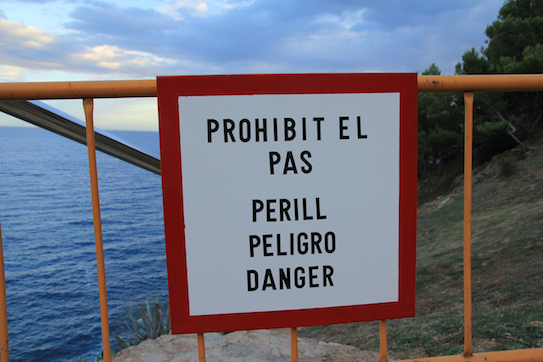 PROHIBIT EL
PAS
PERILL
PELIGRO
DANGER